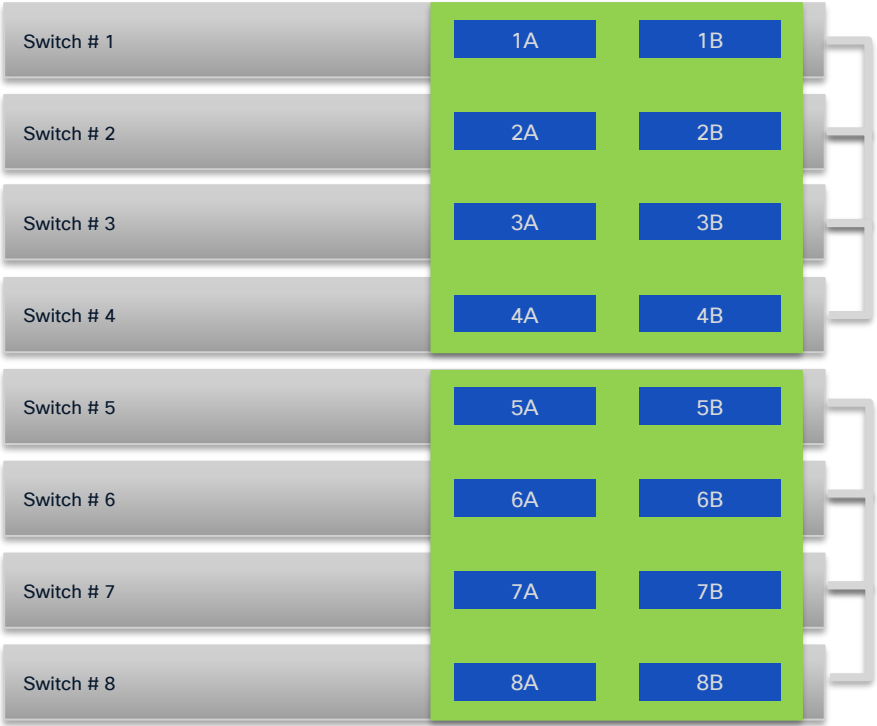 Switch # 1 1A 1B
Switch # 2 2A 2B
Switch # 3 3A 3B
Switch # 4 4A 4B
Switch # 5 5A 5B
Switch # 6 6A 6B
Switch # 7 7A 7B
Switch # 8 8A 8B